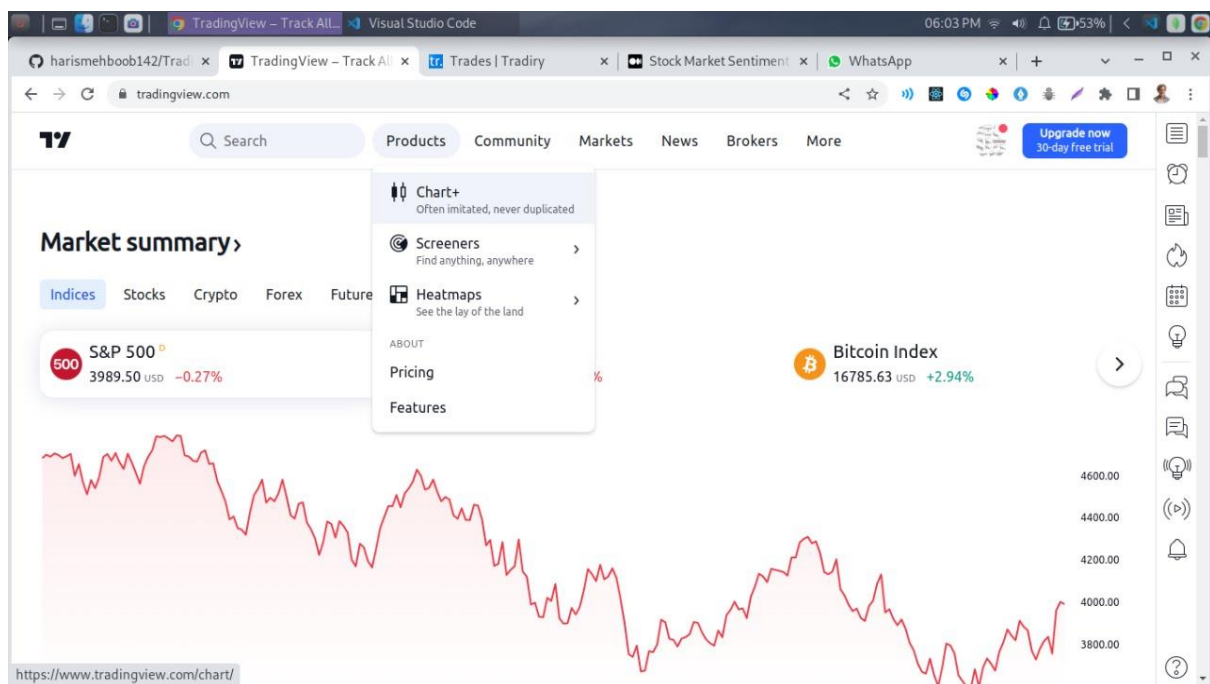 TradingView – Track All...
Visual Studio Code
06:03 PM
53%
harismehboob142/Trad
TradingView – Track All
Trades | Tradiry
Stock Market Sentiment
WhatsApp
tradingview.com
Search
Products
Community
Markets
News
Brokers
More
Upgrade now
30-day free trial
Chart+
Often imitated, never duplicated
Screeners
Find anything, anywhere
Heatmaps
See the lay of the land
ABOUT
Pricing
Features
Market summary›
Indices
Stocks
Crypto
Forex
Future
500
S&P 500 D
3989.50 USD −0.27%
%
Bitcoin Index
16785.63 USD +2.94%
4600.00
4400.00
4200.00
4000.00
3800.00
https://www.tradingview.com/chart/